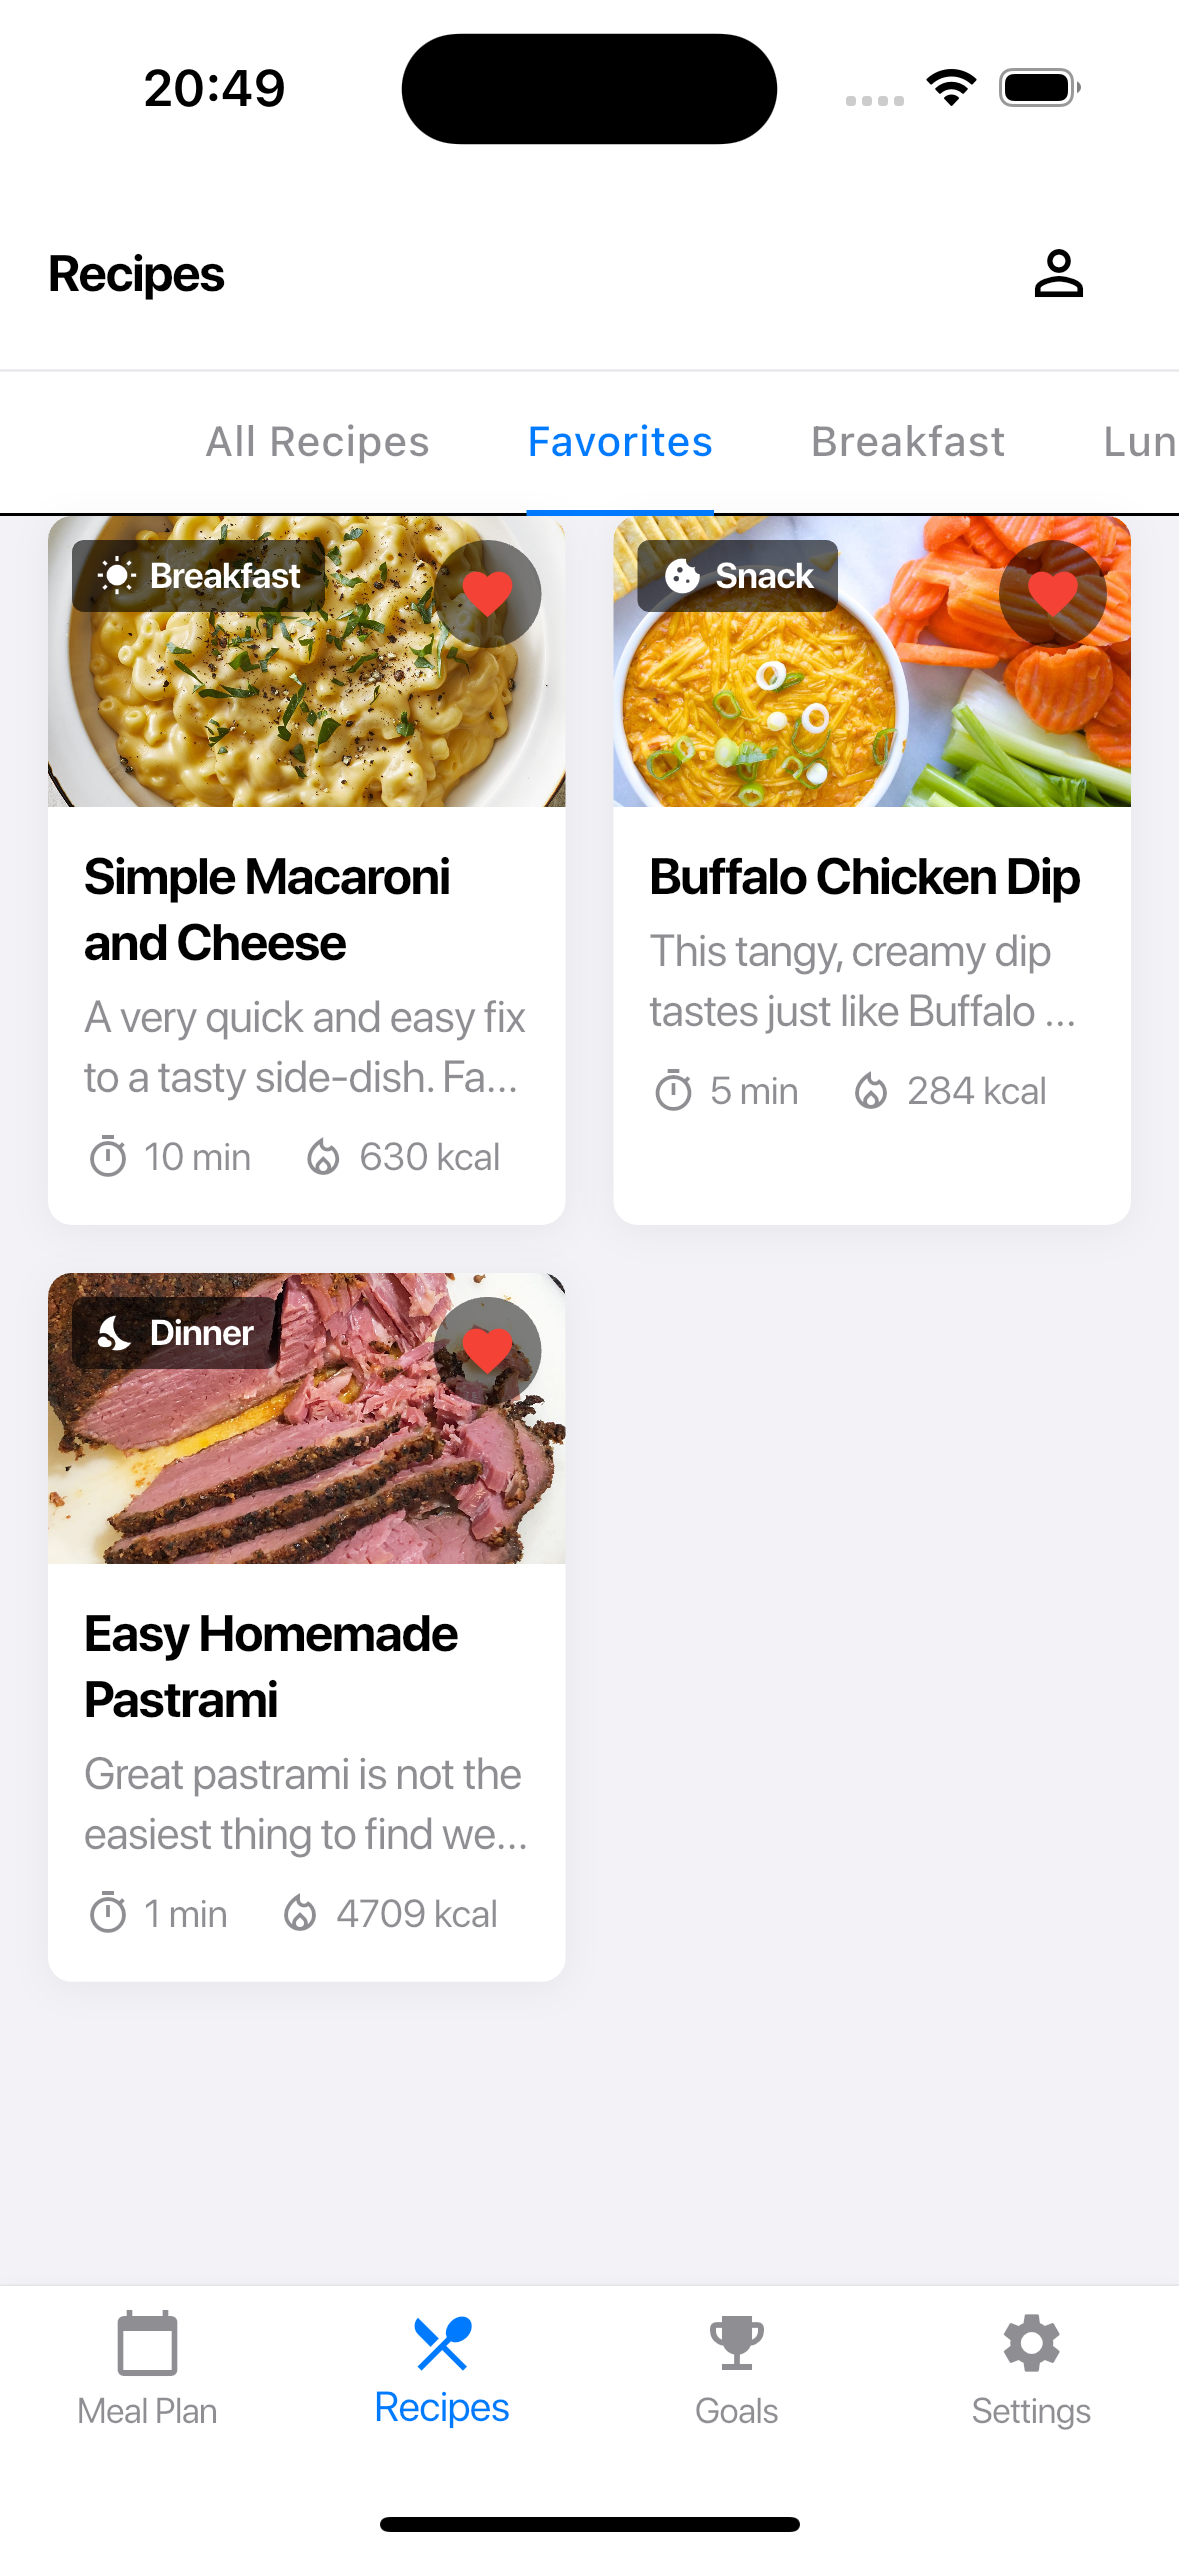 20:49
Recipes
All Recipes
Favorites
Breakfast
Lun
Breakfast
Simple Macaroni
and Cheese
A very quick and easy fix
to a tasty side-dish. Fa...
10 min
630 kcal
Snack
Buffalo Chicken Dip
This tangy, creamy dip
tastes just like Buffalo ...
5 min
284 kcal
Dinner
Easy Homemade
Pastrami
Great pastrami is not the
easiest thing to find we...
1 min
4709 kcal
Meal Plan
Recipes
Goals
Settings